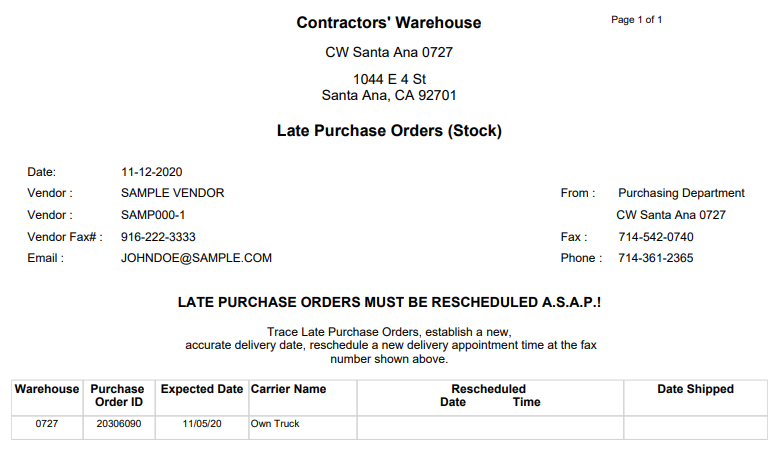 Contractors' Warehouse
Page 1 of 1
CW Santa Ana 0727
1044 E 4 St
Santa Ana, CA 92701
Late Purchase Orders (Stock)
Date: 11-12-2020
Vendor : SAMPLE VENDOR From : Purchasing Department
Vendor : SAMP000-1 CW Santa Ana 0727
Vendor Fax# : 916-222-3333 Fax : 714-542-0740
Email : JOHNDOE@SAMPLE.COM Phone : 714-361-2365
LATE PURCHASE ORDERS MUST BE RESCHEDULED A.S.A.P.!
Trace Late Purchase Orders, establish a new,
accurate delivery date, reschedule a new delivery appointment time at the fax
number shown above.
Warehouse Purchase Expected Date Carrier Name Rescheduled Date Shipped
Order ID Date Time
0727 20306090 11/05/20 Own Truck